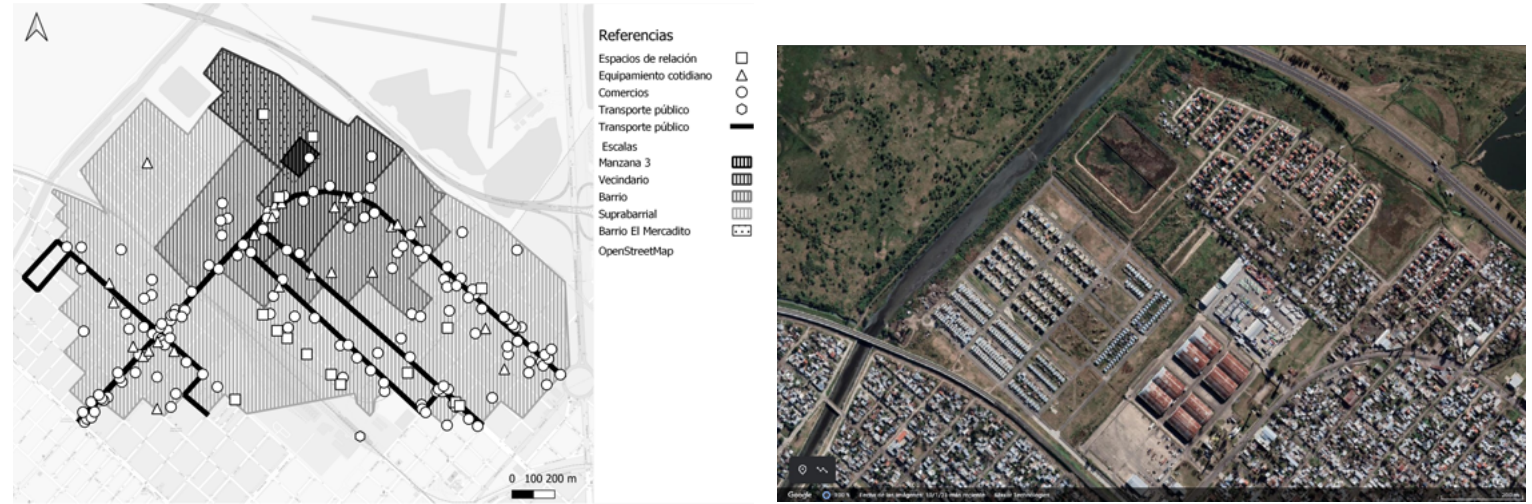 Referencias
Espacios de relación
Equipamiento cotidiano
Comercios
Transporte público
Transporte público
Escalas
Manzana 3
Vecindario
Barrio
Suprabarrial
Barrio El Mercadito
OpenStreetMap
0 100 200 m
Google
100 %